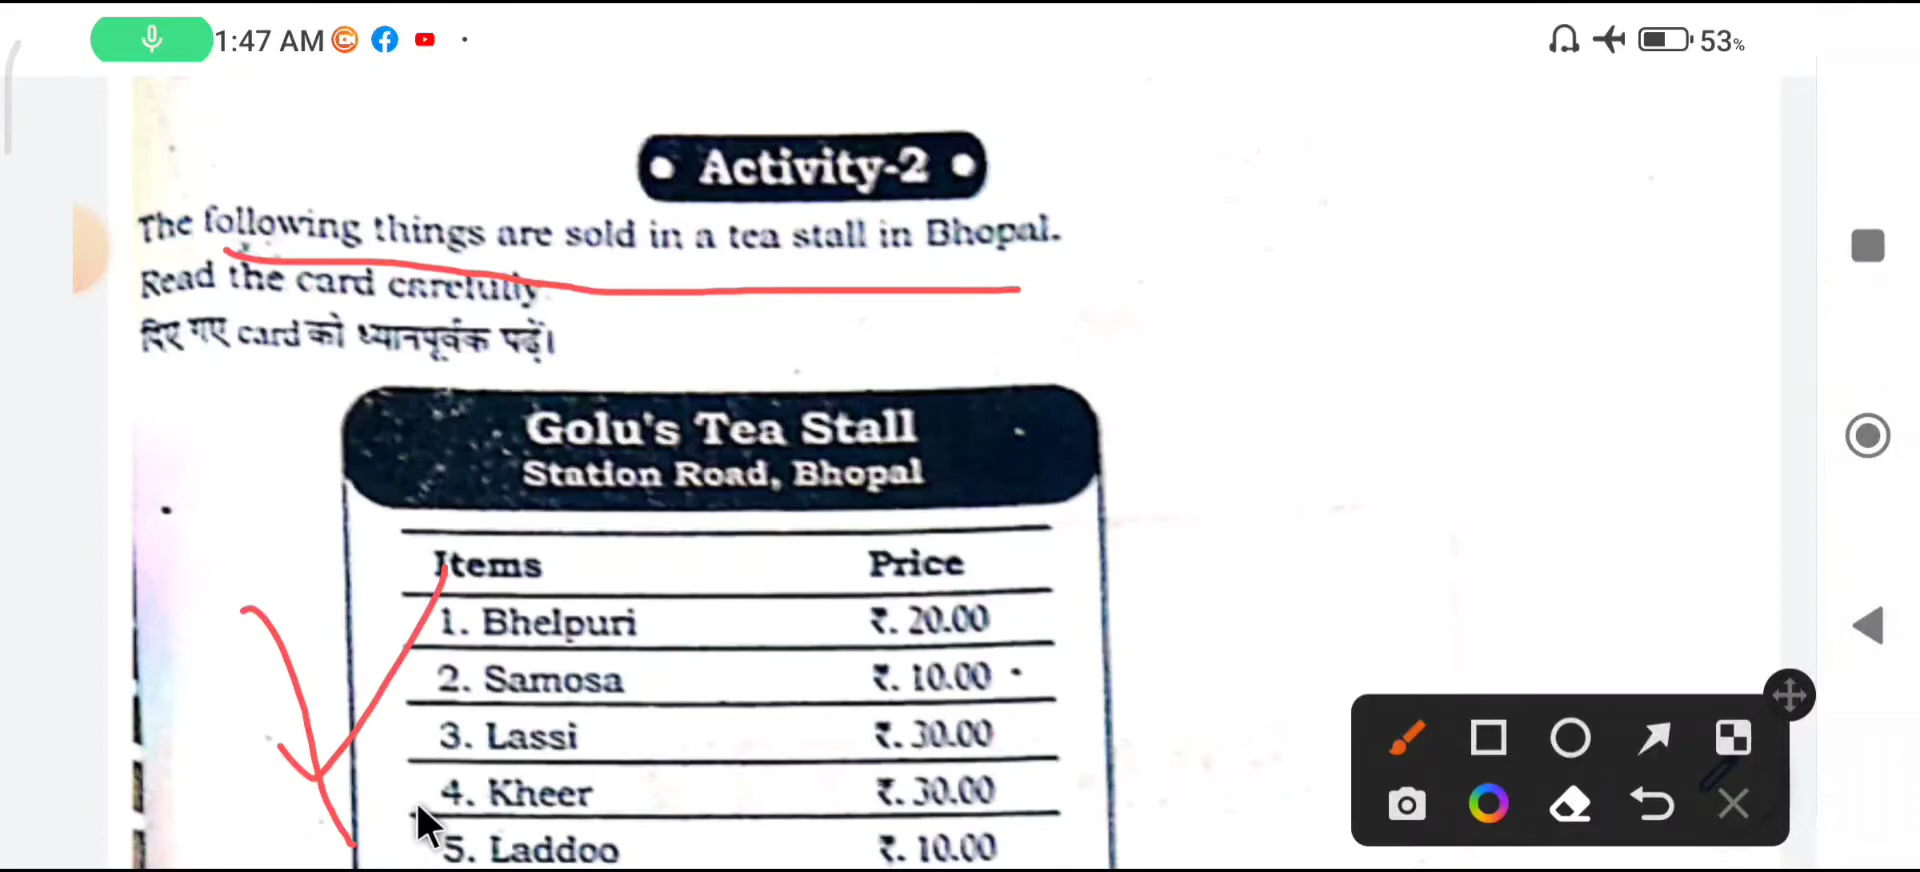 1:47 AM
53%
Activity-2
The following things are sold in a tea stall in Bhopal.
Read the card carefully.
दिए गए card को ध्यानपूर्वक पढ़ें।
Golu's Tea Stall
Station Road, Bhopal
Items Price
1. Bhelpuri ₹. 20.00
2. Samosa ₹. 10.00
3. Lassi ₹. 30.00
4. Kheer ₹. 30.00
5. Laddoo ₹. 10.00